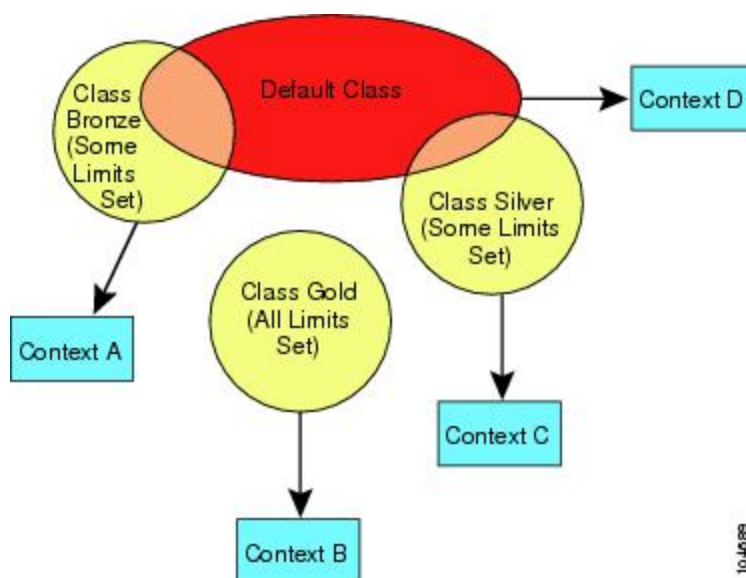 Default Class
Class
Bronze
(Some
Limits
Set)
Context D
Class Silver
(Some Limits
Set)
Class Gold
(All Limits
Set)
Context A
Context C
Context B
104689